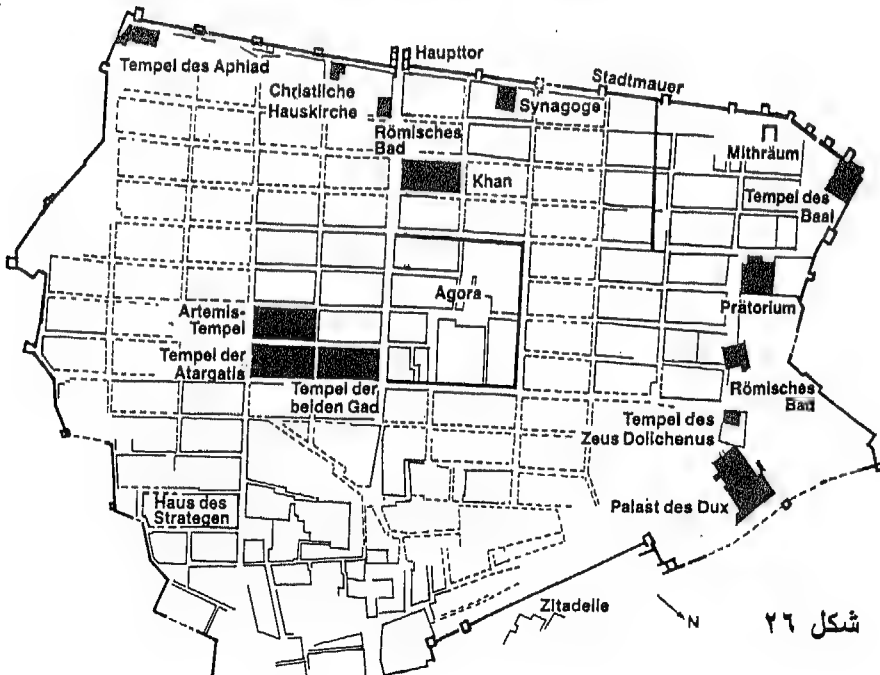 Haupttor
Tempel des Aphlad
Christliche
Hauskirche
Stadtmauer
Synagoge
Römisches
Bad
Mithräum
Khan
Tempel des
Baal
Agora
Artemis-
Tempel
Prätorium
Tempel der
Atargatis
Tempel der
beiden Gad
Römisches
Bad
Tempel des
Zeus Dolichenus
Haus des
Strategen
Palast des Dux
Zitadelle
N
شكل ٢٦